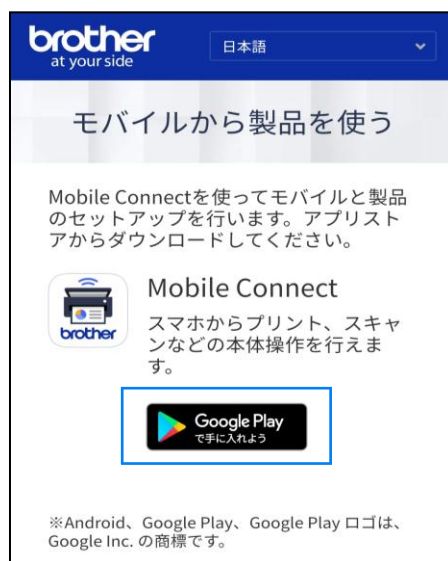 brother
at your side
日本語
モバイルから製品を使う
Mobile Connectを使ってモバイルと製品
のセットアップを行います。アプリスト
アからダウンロードしてください。
brother
Mobile Connect
スマホからプリント、スキャ
ンなどの本体操作を行えま
す。
Google Play
で手に入れよう
※Android、Google Play、Google Play ロゴは、
Google Inc. の商標です。